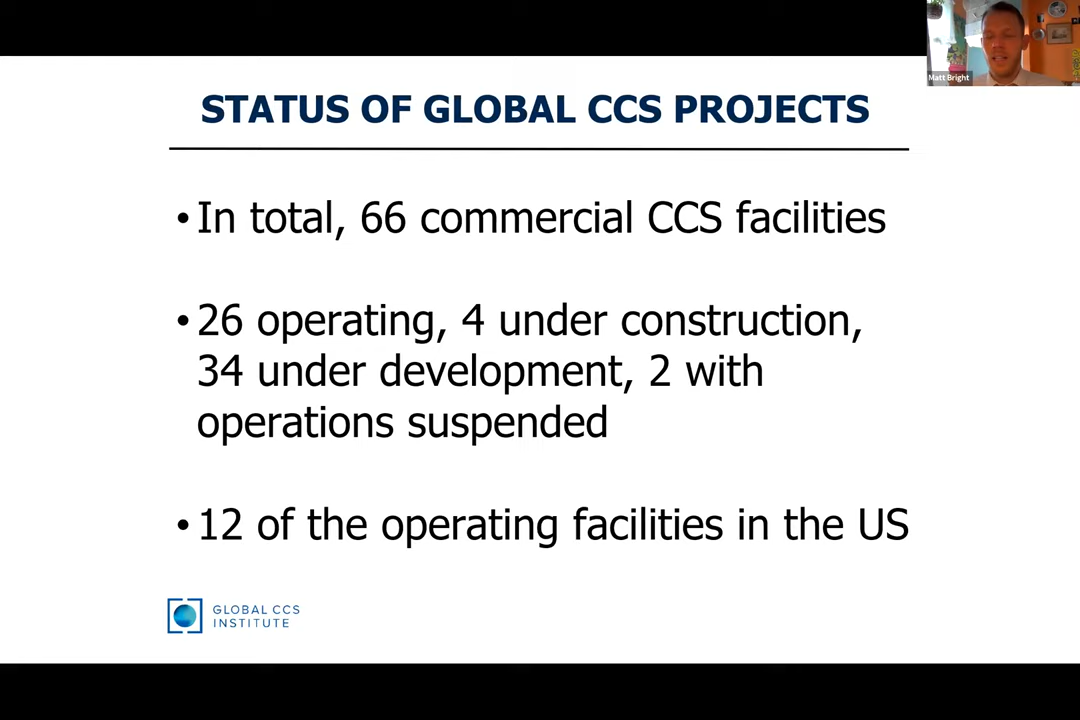 Matt Bright
STATUS OF GLOBAL CCS PROJECTS
•In total, 66 commercial CCS facilities
•26 operating, 4 under construction,
34 under development, 2 with
operations suspended
•12 of the operating facilities in the US
GLOBAL CCS
INSTITUTE